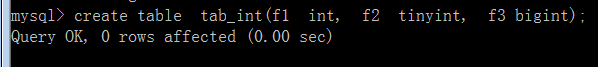 mysql> create table  tab_int(f1  int,  f2  tinyint,  f3 bigint);
Query OK, 0 rows affected (0.00 sec)